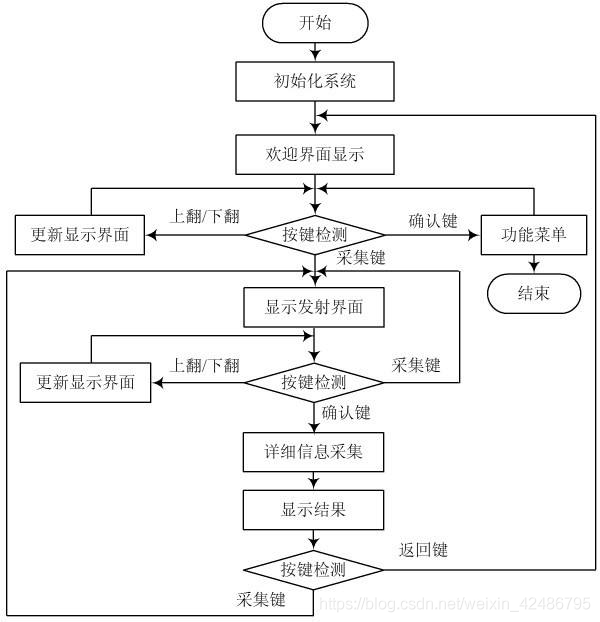 开始
初始化系统
欢迎界面显示
上翻/下翻
确认键
更新显示界面
按键检测
功能菜单
采集键
结束
显示发射界面
上翻/下翻
采集键
更新显示界面
按键检测
确认键
详细信息采集
显示结果
返回键
按键检测
采集键
https://blog.csdn.net/weixin_42486795